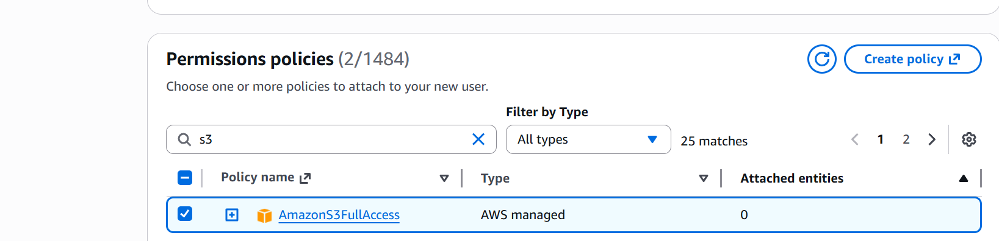 Permissions policies (2/1484)
Create policy
Choose one or more policies to attach to your new user.
Filter by Type
s3
All types
25 matches
1 2
Policy name Type Attached entities
AmazonS3FullAccess AWS managed 0